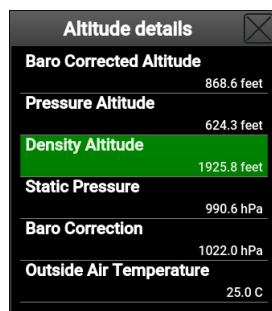 Altitude details
Baro Corrected Altitude
868.6 feet
Pressure Altitude
624.3 feet
Density Altitude
1925.8 feet
Static Pressure
990.6 hPa
Baro Correction
1022.0 hPa
Outside Air Temperature
25.0 C